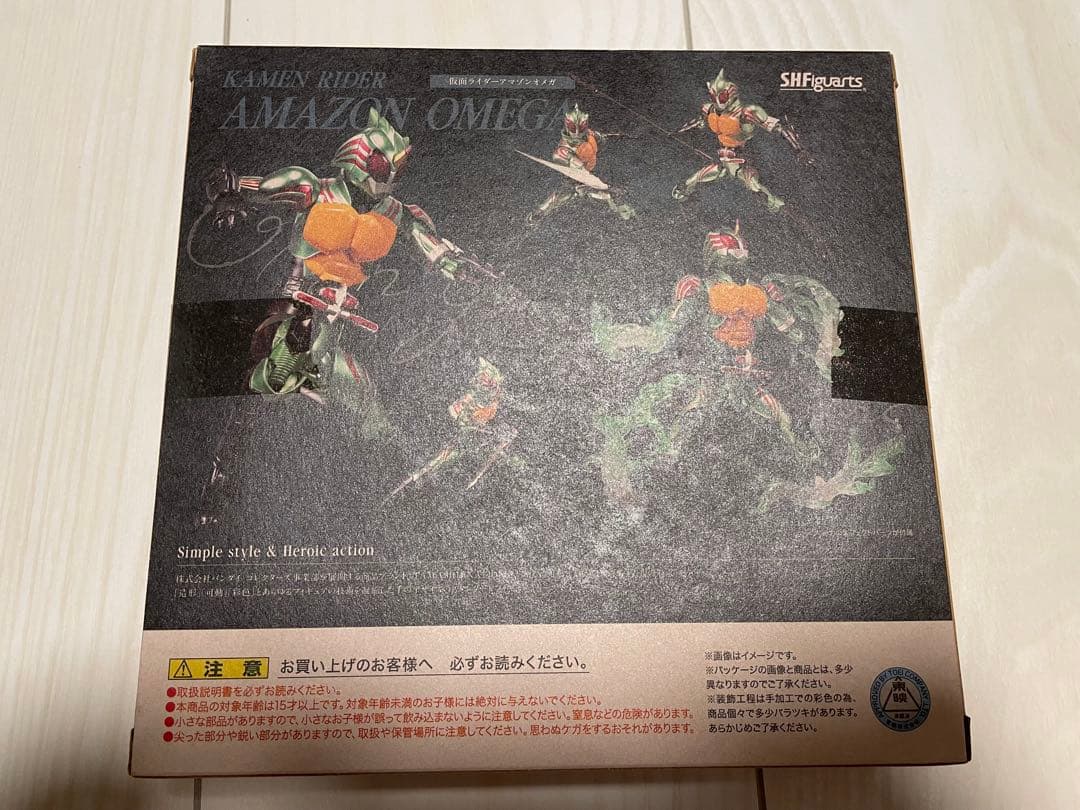 KAMEN RIDER
仮面ライダーアマゾンオメガ
S.H.Figuarts
AMAZON OMEGA
Simple style & Heroic action
注意
お買い上げのお客様へ 必ずお読みください。
●取扱説明書を必ずお読みください。
●本商品の対象年齢は15才以上です。対象年齢未満のお子様には絶対に与えないでください。
●小さな部品がありますので、小さなお子様が誤って飲み込まないように注意してください。窒息などの危険があります。
●尖った部分や鋭い部分がありますので、取扱や保管場所に注意してください。思わぬケガをするおそれがあります。
※画像はイメージです。
※パッケージの画像と商品とは、多少
異なりますのでご了承ください。
※装飾工程は手加工での彩色の為、
商品個々で多少バラツキがあります。
あらかじめご了承ください。
APPROVED BY TOEI COMPANY, LTD.
東映